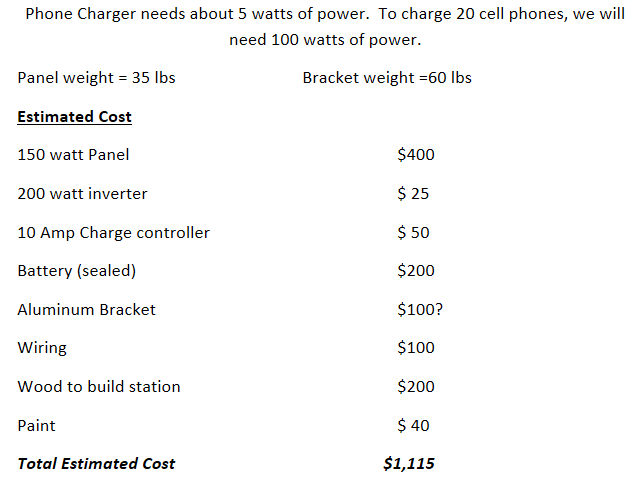 Phone Charger needs about 5 watts of power.  To charge 20 cell phones, we will
need 100 watts of power.
Panel weight = 35 lbs Bracket weight =60 lbs
Estimated Cost
150 watt Panel $400
200 watt inverter $ 25
10 Amp Charge controller $ 50
Battery (sealed) $200
Aluminum Bracket $100?
Wiring $100
Wood to build station $200
Paint $ 40
Total Estimated Cost $1,115